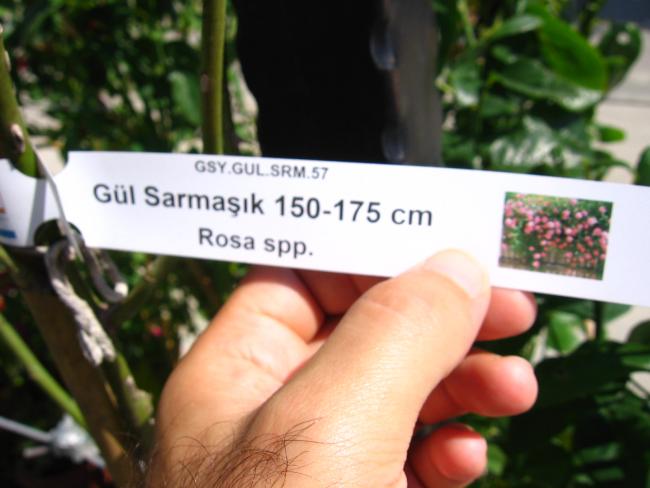 GSY.GUL.SRM.57
Gül Sarmaşık 150-175 cm
Rosa spp.